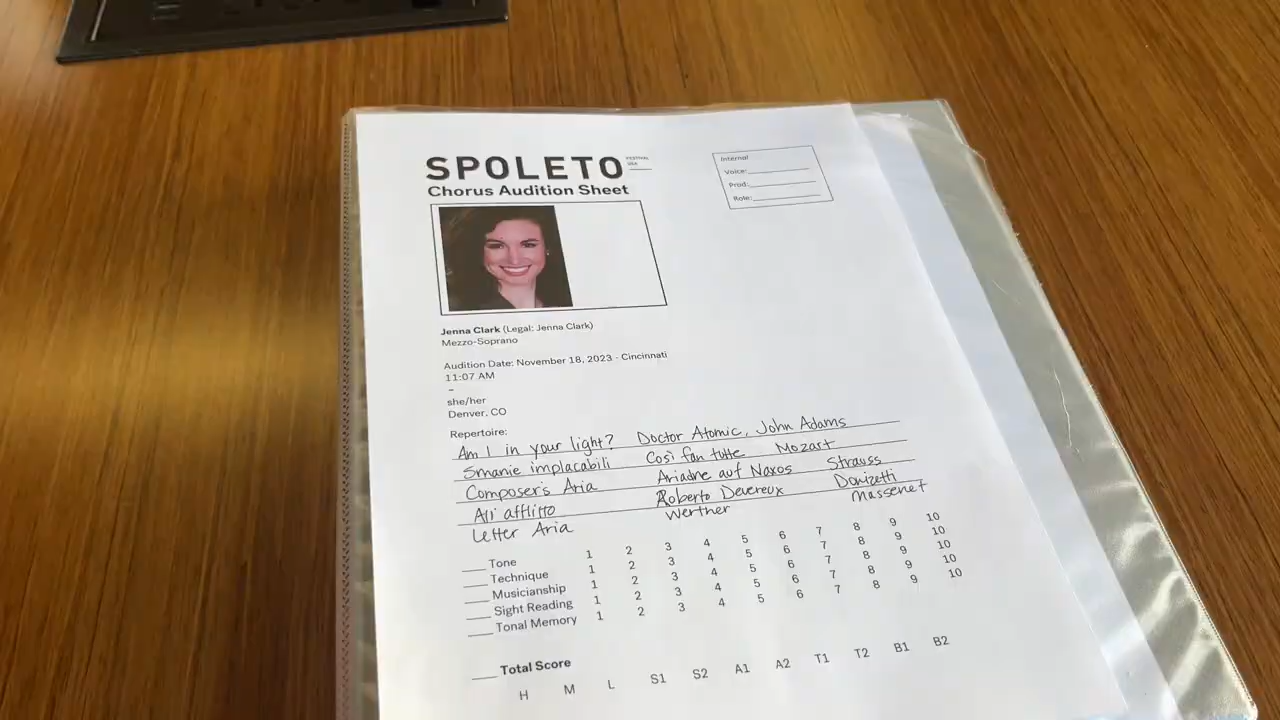 SPOLETO FESTIVAL USA
Chorus Audition Sheet
Internal
Voice:
Prod:
Role:
Jenna Clark (Legal: Jenna Clark)
Mezzo-Soprano
Audition Date: November 18, 2023 - Cincinnati
11:07 AM
–
she/her
Denver, CO
Repertoire:
Am I in your light? Doctor Atomic, John Adams
Smanie implacabili Così fan tutte Mozart
Composer's Aria Ariadne auf Naxos Strauss
All' afflitto Roberto Devereux Donizetti
Letter Aria Werther Massenet
Tone 1 2 3 4 5 6 7 8 9 10
Technique 1 2 3 4 5 6 7 8 9 10
Musicianship 1 2 3 4 5 6 7 8 9 10
Sight Reading 1 2 3 4 5 6 7 8 9 10
Tonal Memory 1 2 3 4 5 6 7 8 9 10
Total Score
H M L S1 S2 A1 A2 T1 T2 B1 B2